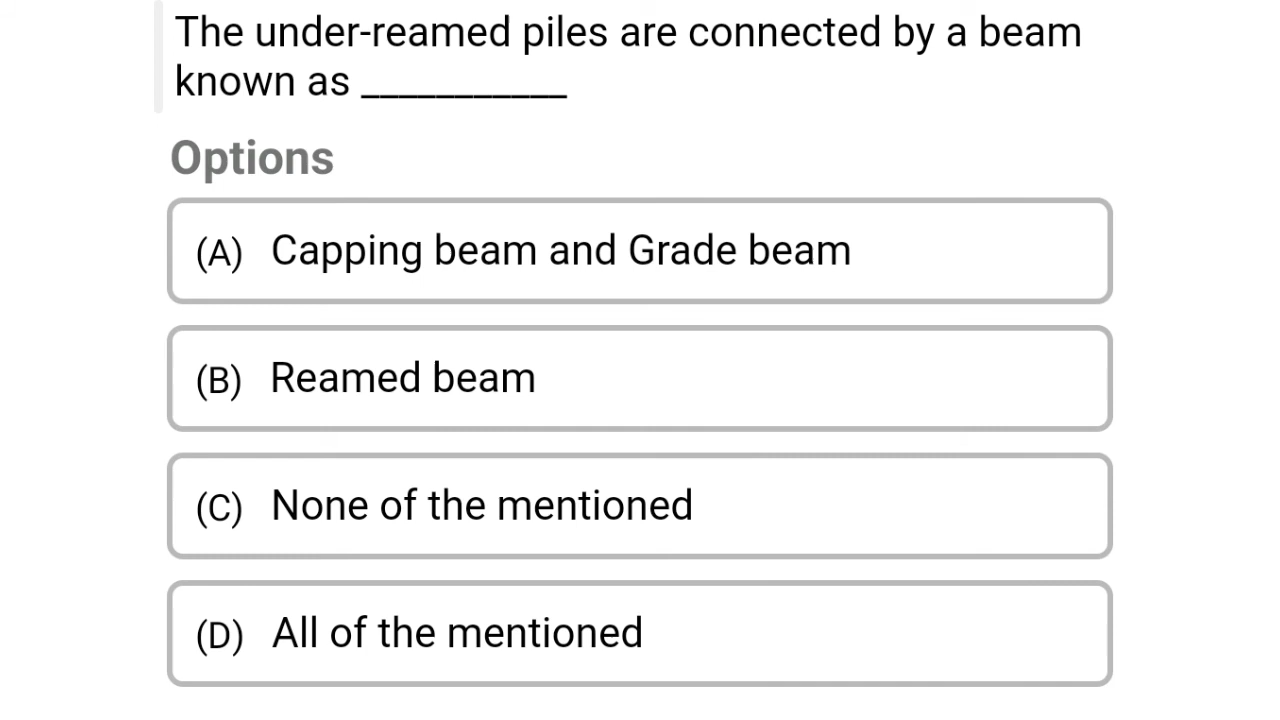 The under-reamed piles are connected by a beam
known as ___________
Options
(A) Capping beam and Grade beam
(B) Reamed beam
(C) None of the mentioned
(D) All of the mentioned